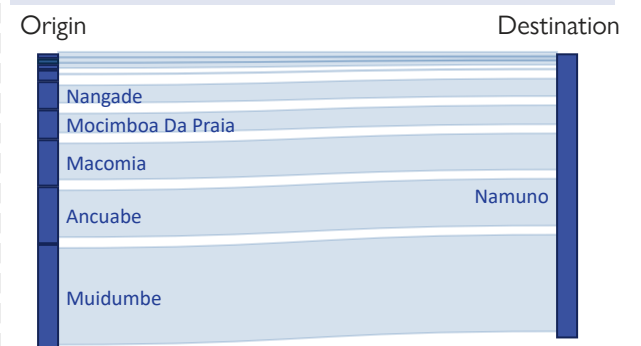 Origin
Destination
Nangade
Mocimboa Da Praia
Macomia
Namuno
Ancuabe
Muidumbe